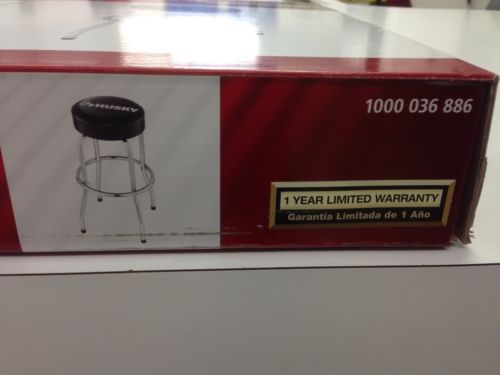 HUSKY
1000 036 886
1 YEAR LIMITED WARRANTY
Garantía Limitada de 1 Año